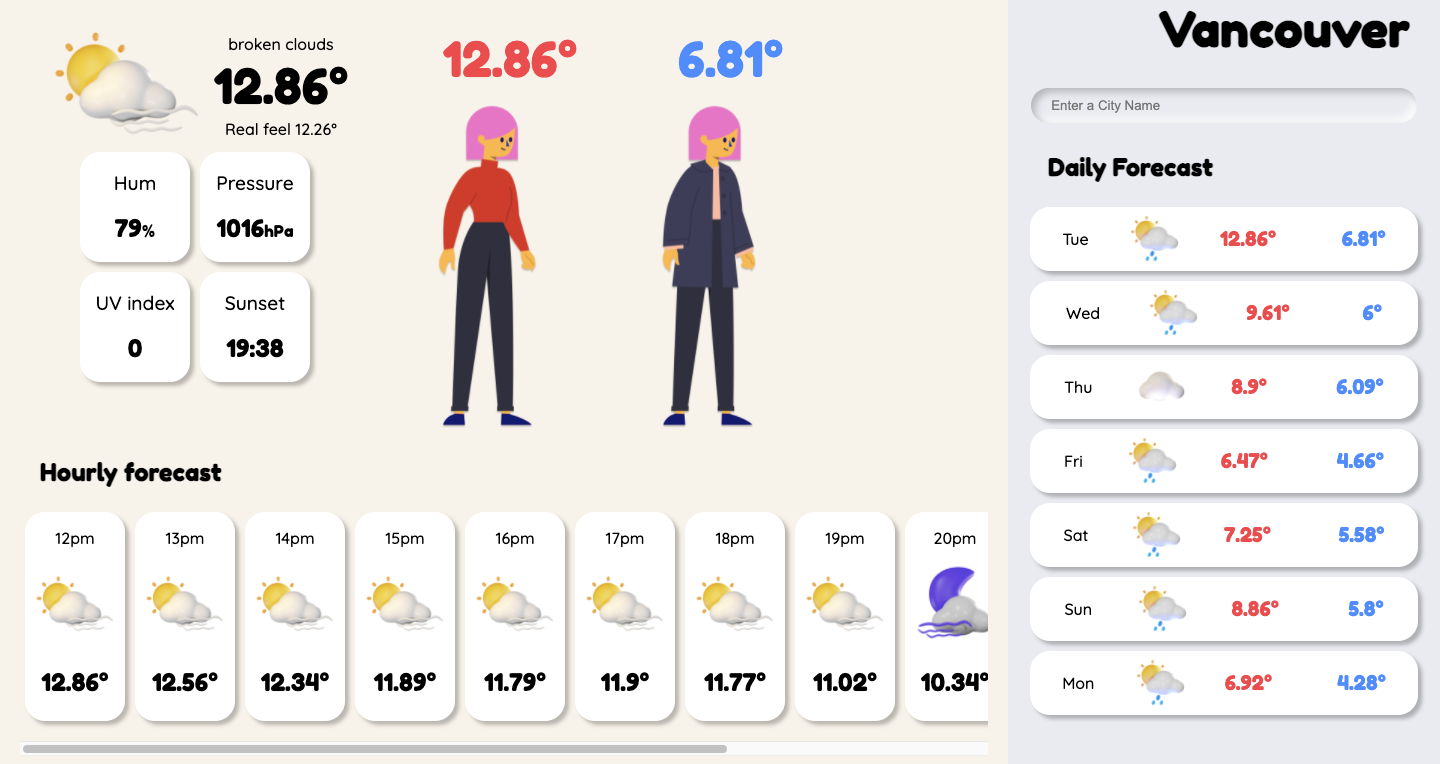 broken clouds
12.86°
Real feel 12.26°
Hum
79%
Pressure
1016hPa
UV index
0
Sunset
19:38
12.86°
6.81°
Hourly forecast
12pm
12.86°
13pm
12.56°
14pm
12.34°
15pm
11.89°
16pm
11.79°
17pm
11.9°
18pm
11.77°
19pm
11.02°
20pm
10.34°
Vancouver
Enter a City Name
Daily Forecast
Tue 12.86° 6.81°
Wed 9.61° 6°
Thu 8.9° 6.09°
Fri 6.47° 4.66°
Sat 7.25° 5.58°
Sun 8.86° 5.8°
Mon 6.92° 4.28°